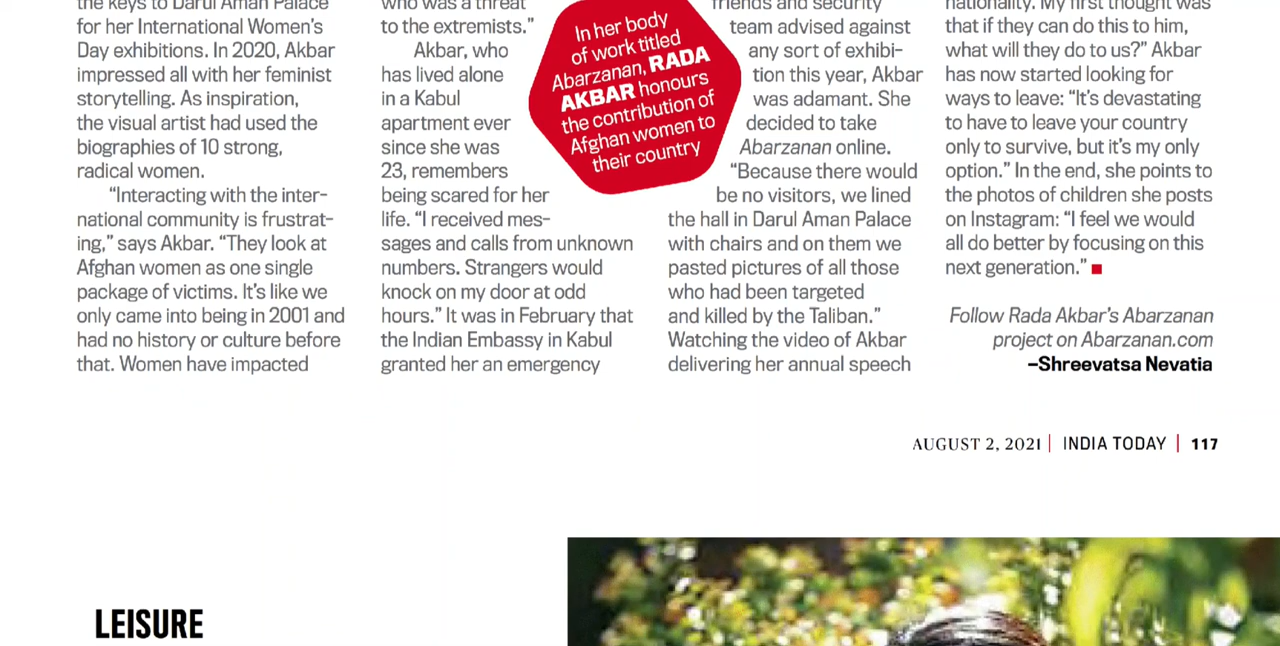 the keys to Darul Aman Palace
for her International Women's
Day exhibitions. In 2020, Akbar
impressed all with her feminist
storytelling. As inspiration,
the visual artist had used the
biographies of 10 strong,
radical women.
"Interacting with the inter-
national community is frustrat-
ing," says Akbar. "They look at
Afghan women as one single
package of victims. It's like we
only came into being in 2001 and
had no history or culture before
that. Women have impacted
who was a threat
to the extremists."
Akbar, who
has lived alone
in a Kabul
apartment ever
since she was
23, remembers
being scared for her
life. "I received mes-
sages and calls from unknown
numbers. Strangers would
knock on my door at odd
hours." It was in February that
the Indian Embassy in Kabul
granted her an emergency
In her body
of work titled
Abarzanan, RADA
AKBAR honours
the contribution of
Afghan women to
their country
friends and security
team advised against
any sort of exhibi-
tion this year, Akbar
was adamant. She
decided to take
Abarzanan online.
"Because there would
be no visitors, we lined
the hall in Darul Aman Palace
with chairs and on them we
pasted pictures of all those
who had been targeted
and killed by the Taliban."
Watching the video of Akbar
delivering her annual speech
nationality. My first thought was
that if they can do this to him,
what will they do to us?" Akbar
has now started looking for
ways to leave: "It's devastating
to have to leave your country
only to survive, but it's my only
option." In the end, she points to
the photos of children she posts
on Instagram: "I feel we would
all do better by focusing on this
next generation."
Follow Rada Akbar's Abarzanan
project on Abarzanan.com
–Shreevatsa Nevatia
AUGUST 2, 2021 | INDIA TODAY | 117
LEISURE